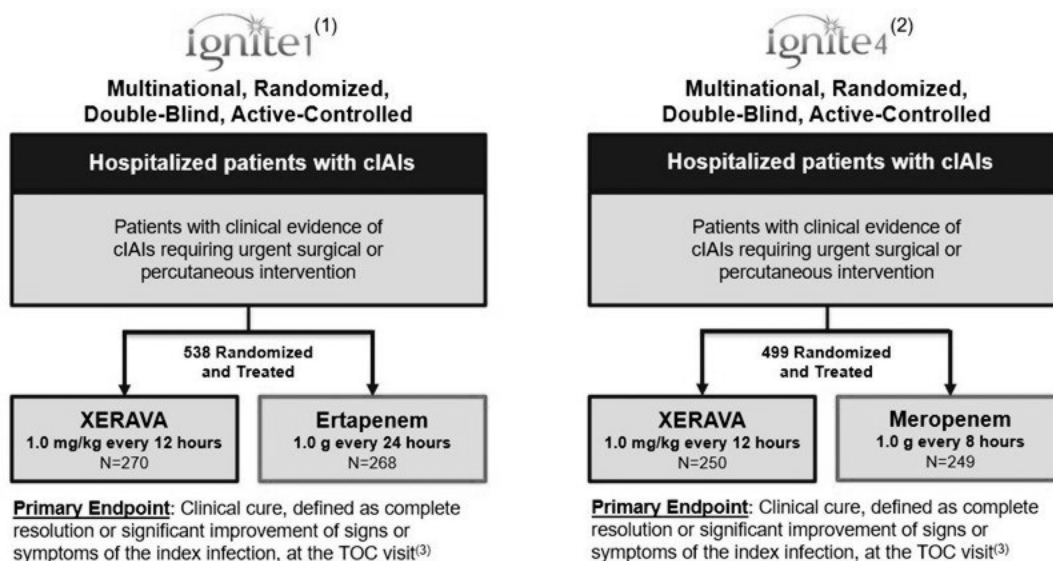 ignite1 (1)
Multinational, Randomized,
Double-Blind, Active-Controlled
Hospitalized patients with cIAIs
Patients with clinical evidence of
cIAIs requiring urgent surgical or
percutaneous intervention
538 Randomized
and Treated
XERAVA
1.0 mg/kg every 12 hours
N=270
Ertapenem
1.0 g every 24 hours
N=268
Primary Endpoint: Clinical cure, defined as complete
resolution or significant improvement of signs or
symptoms of the index infection, at the TOC visit(3)
ignite4 (2)
Multinational, Randomized,
Double-Blind, Active-Controlled
Hospitalized patients with cIAIs
Patients with clinical evidence of
cIAIs requiring urgent surgical or
percutaneous intervention
499 Randomized
and Treated
XERAVA
1.0 mg/kg every 12 hours
N=250
Meropenem
1.0 g every 8 hours
N=249
Primary Endpoint: Clinical cure, defined as complete
resolution or significant improvement of signs or
symptoms of the index infection, at the TOC visit(3)